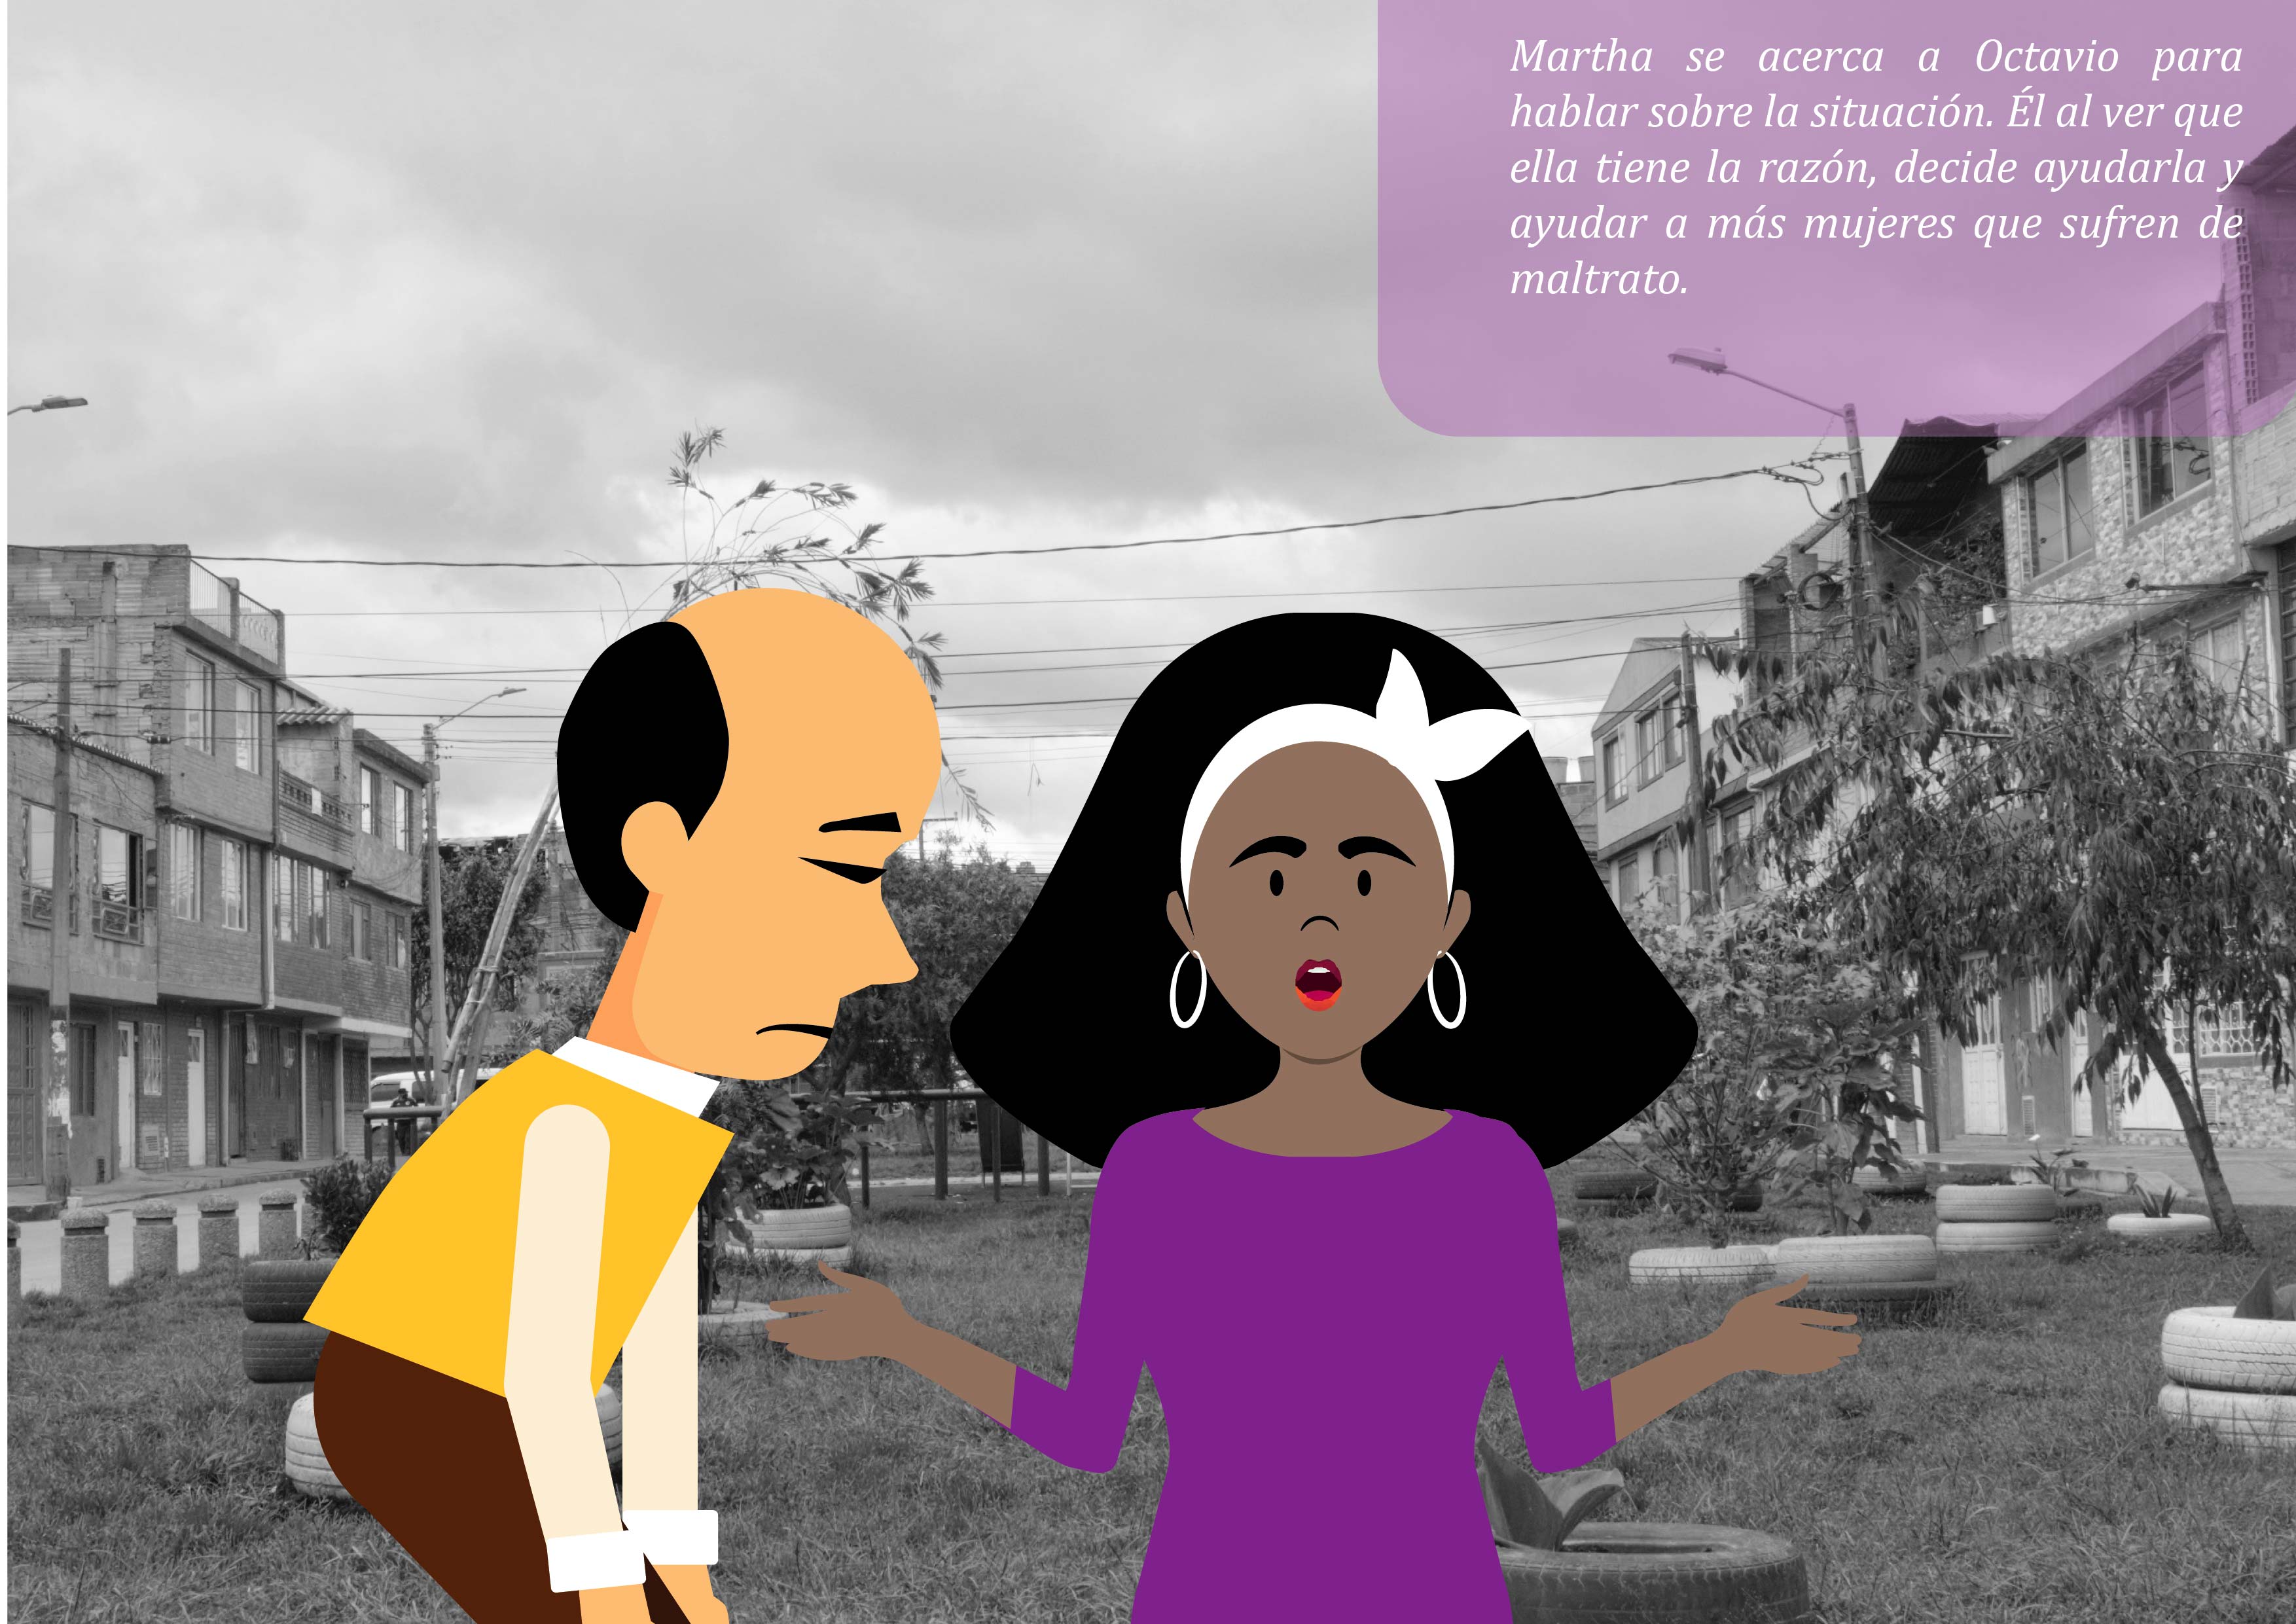 Martha se acerca a Octavio para
hablar sobre la situación. Él al ver que
ella tiene la razón, decide ayudarla y
ayudar a más mujeres que sufren de
maltrato.